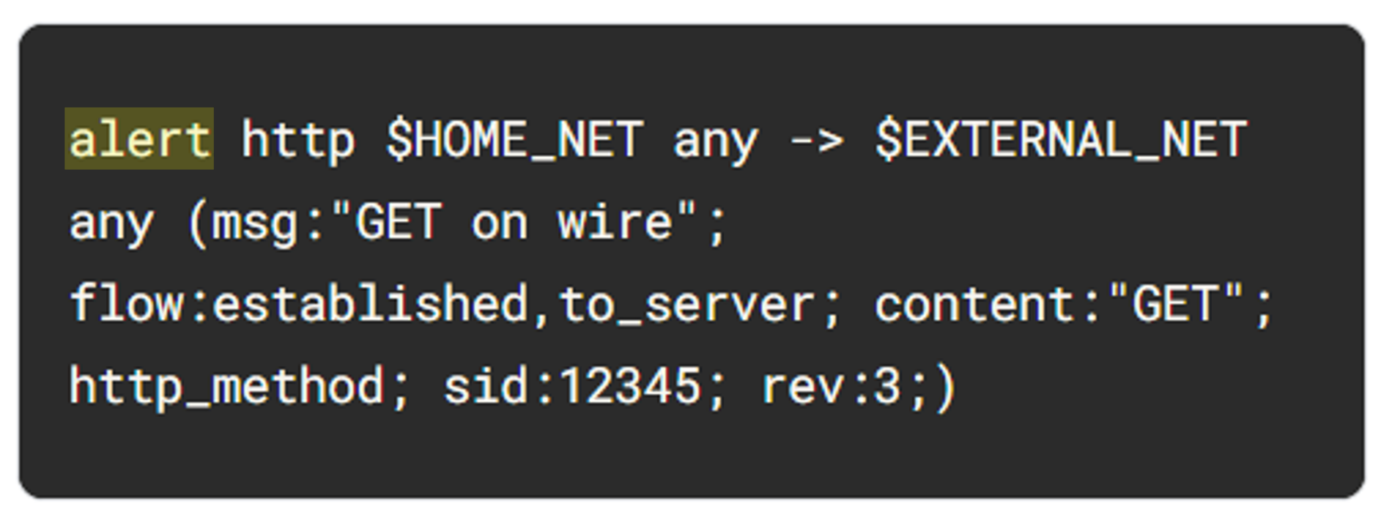 alert http $HOME_NET any -> $EXTERNAL_NET
any (msg:"GET on wire";
flow:established,to_server; content:"GET";
http_method; sid:12345; rev:3;)